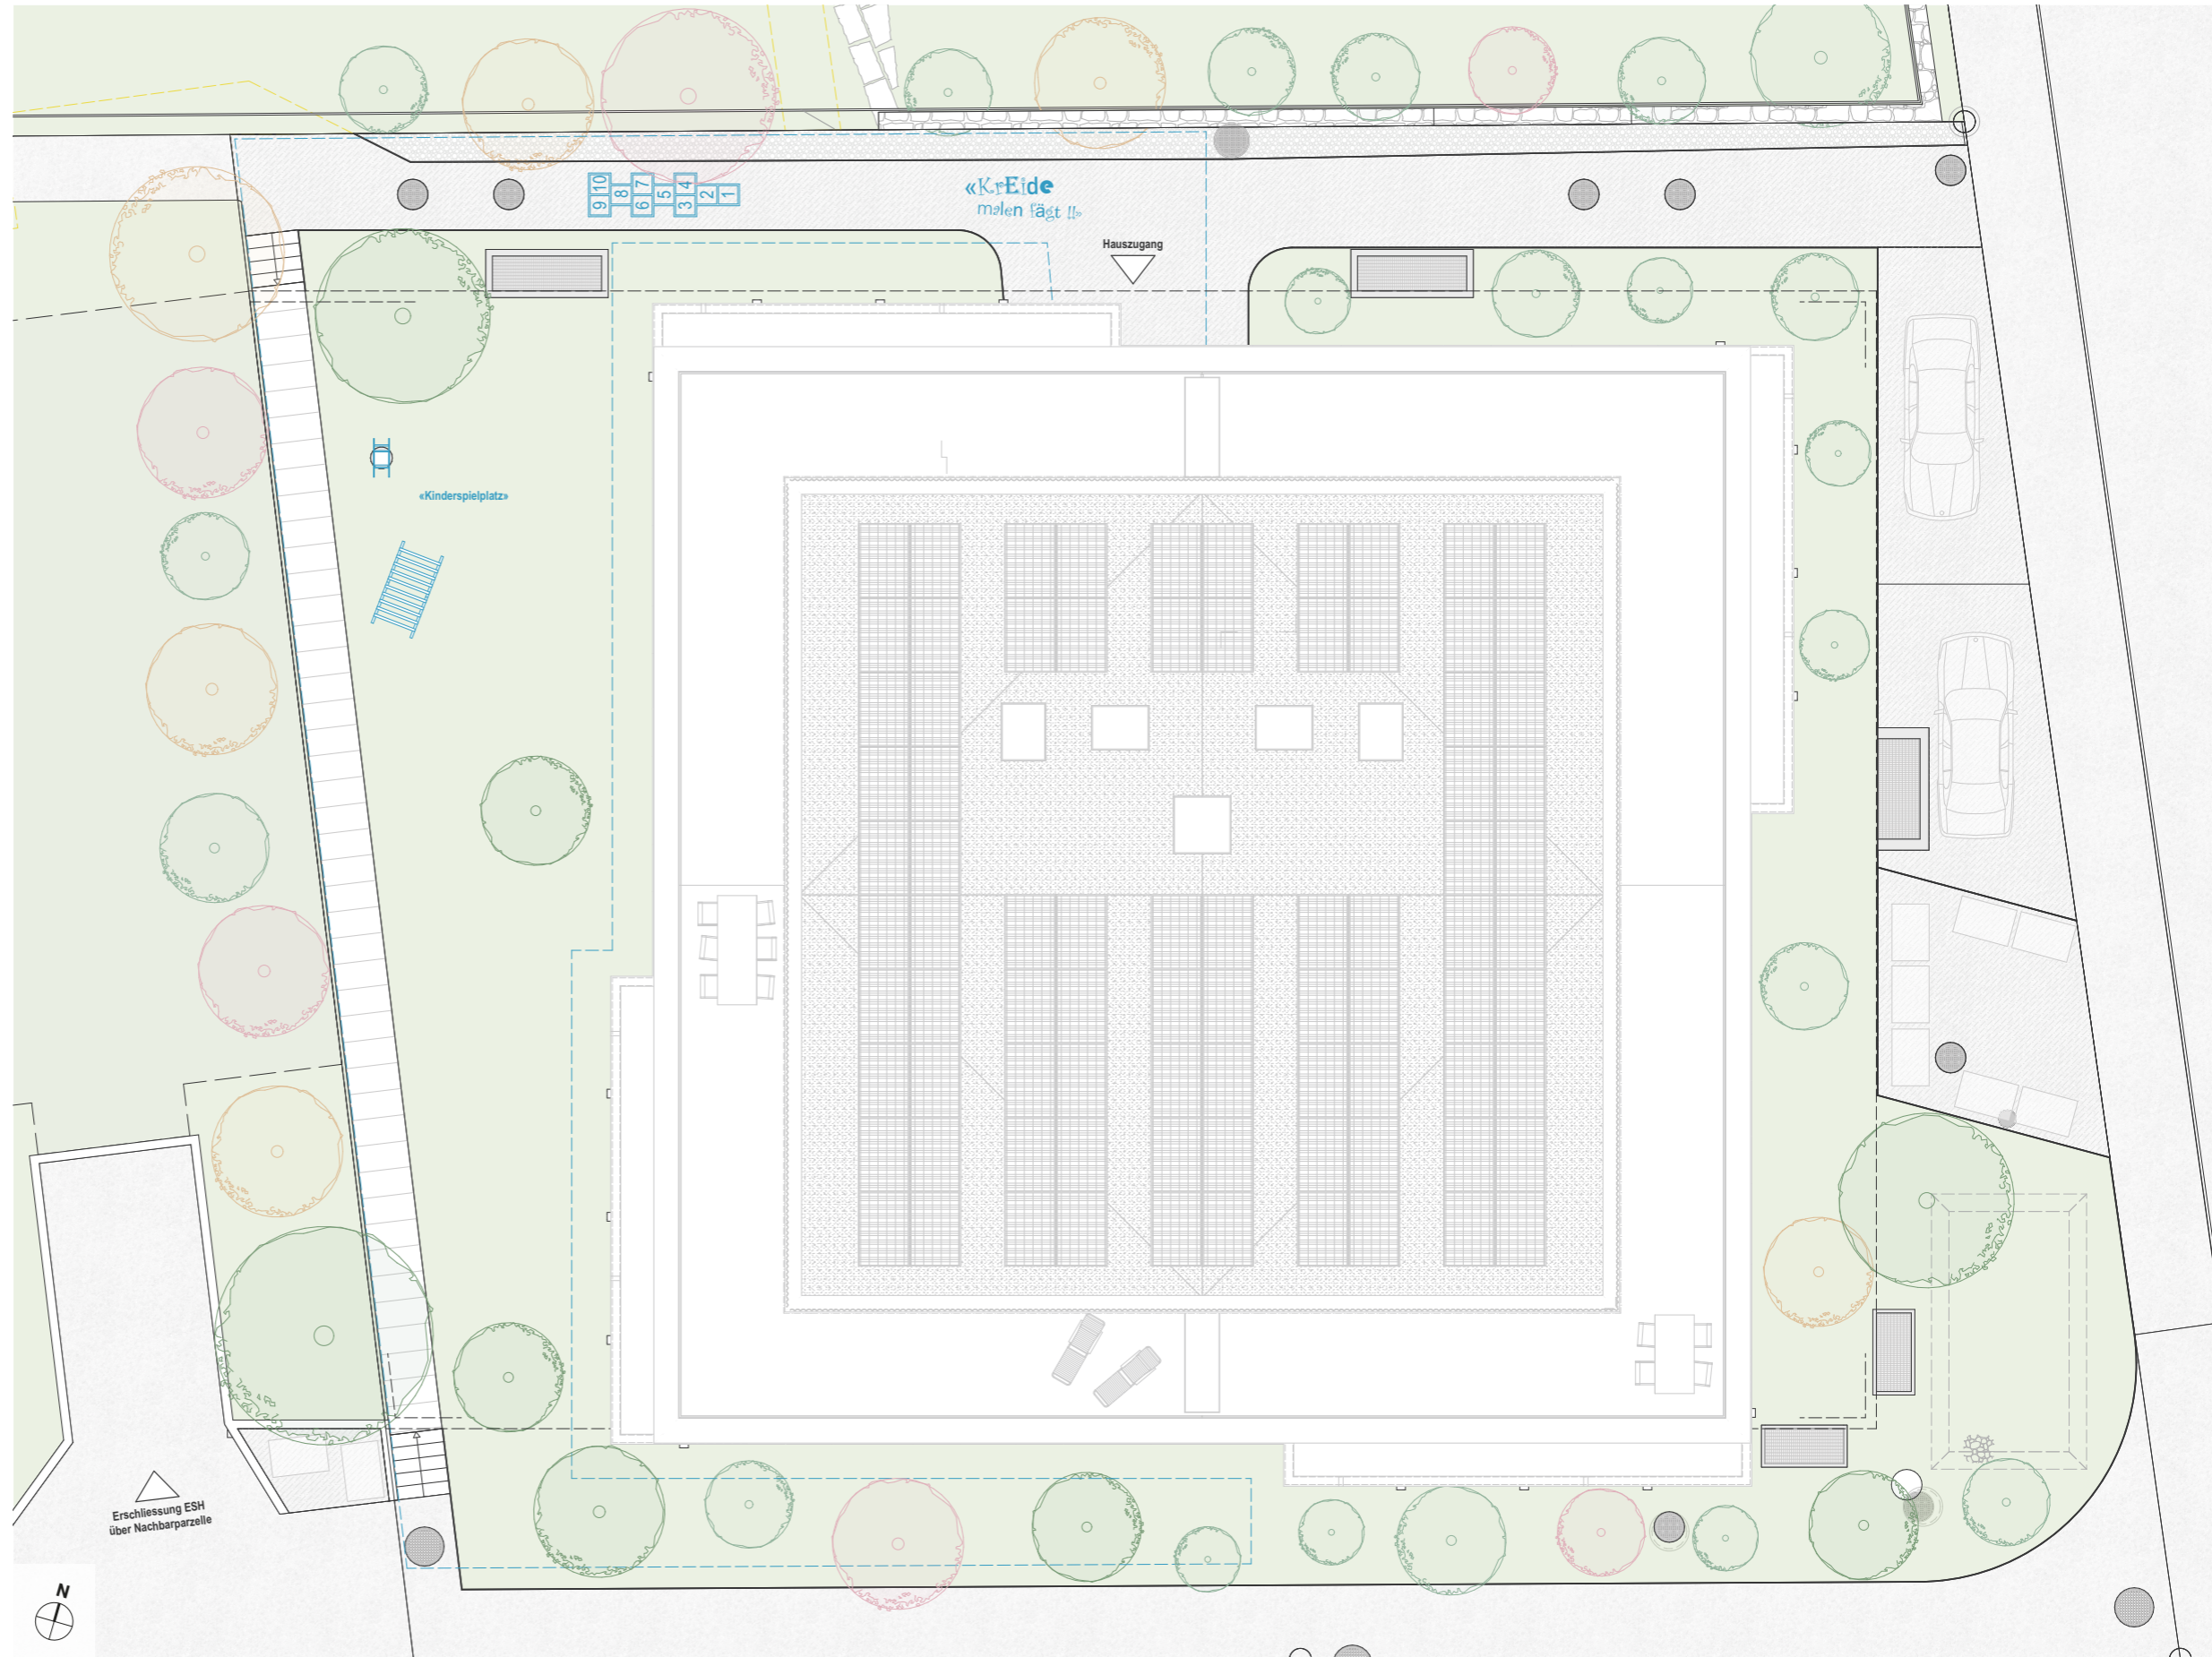 10
9
8
7
6
5
4
3
2
1
«KrEide
malen fägt !!»
Hauszugang
«Kinderspielplatz»
Erschliessung ESH
über Nachbarparzelle
N